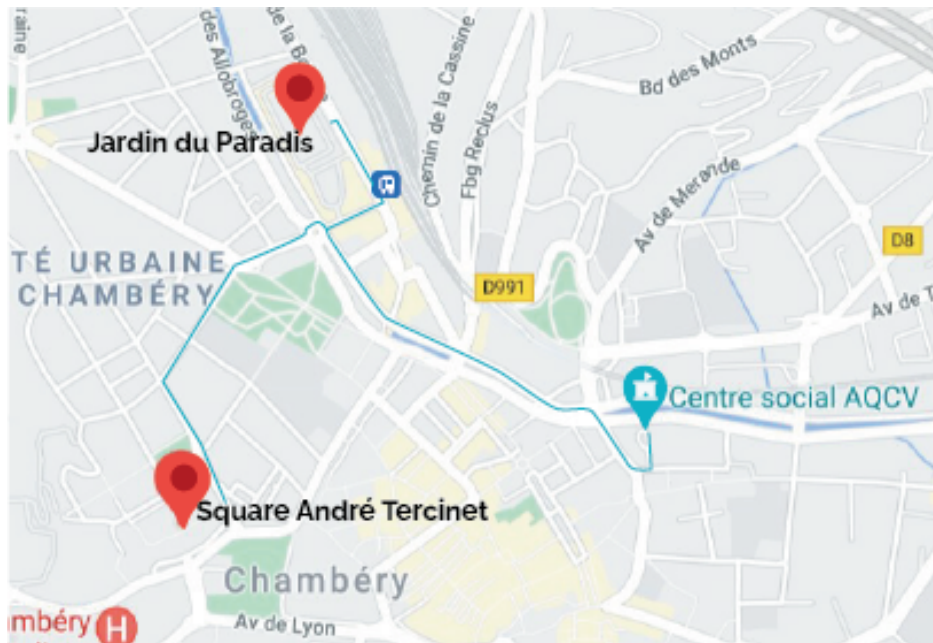 raine
des Allobroges
de la B
Jardin du Paradis
Chemin de la Cassine
Fbg Reclus
Bd des Monts
Av de Merande
D8
TÉ URBAINE
CHAMBÉRY
D991
Av de T
Centre social AQCV
Square André Tercinet
Chambéry
mbéry
H
Av de Lyon